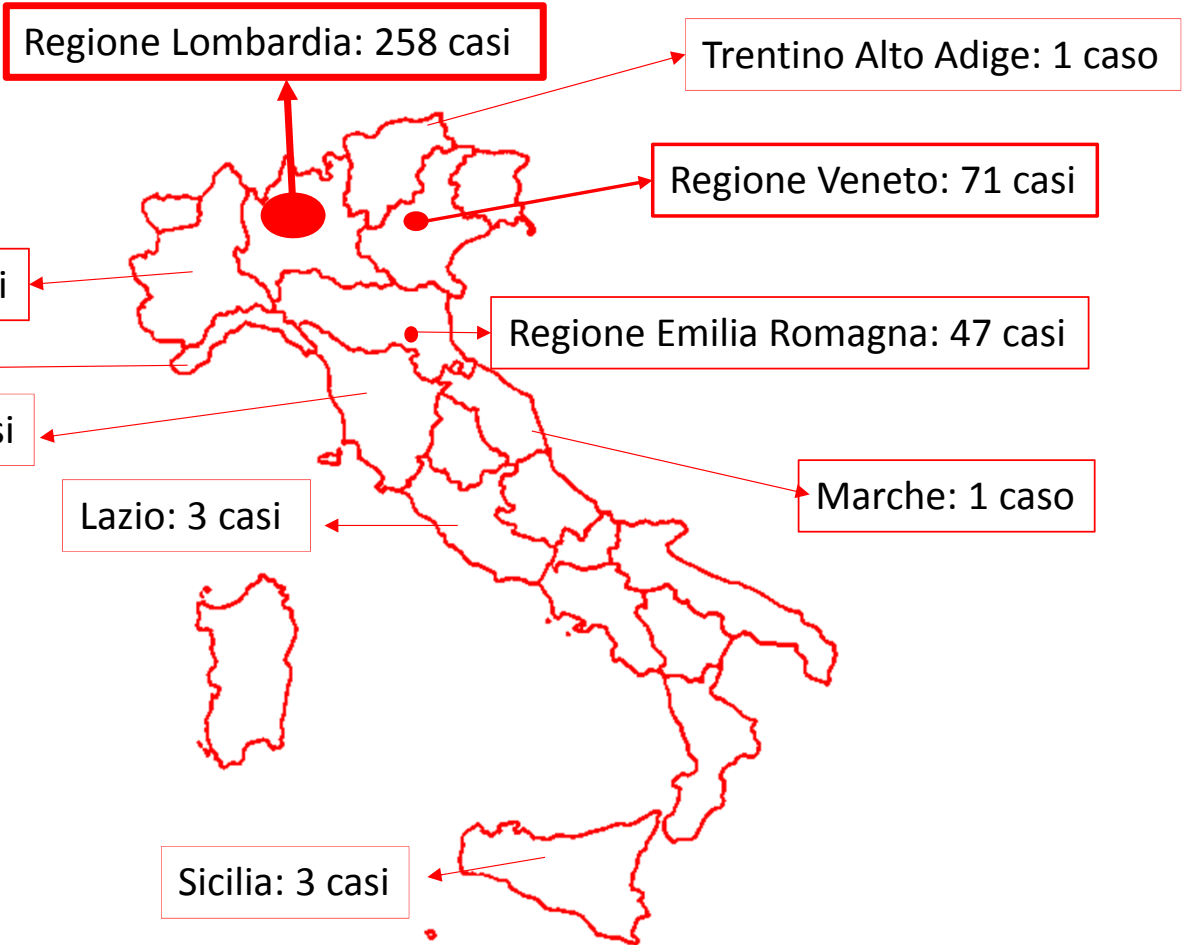 Regione Lombardia: 258 casi
Trentino Alto Adige: 1 caso
Regione Veneto: 71 casi
Regione Emilia Romagna: 47 casi
Marche: 1 caso
Lazio: 3 casi
Sicilia: 3 casi